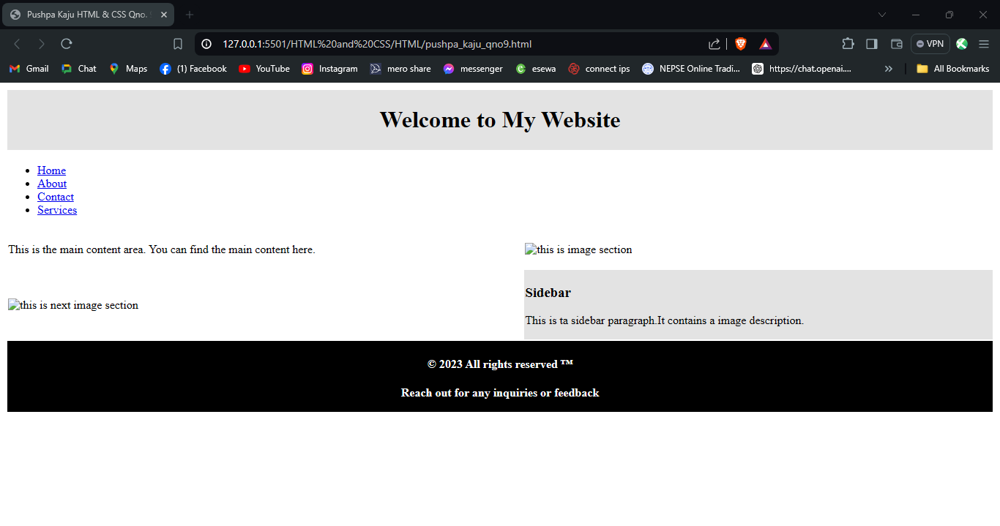 Pushpa Kaju HTML & CSS Qno.
127.0.0.1:5501/HTML%20and%20CSS/HTML/pushpa_kaju_qno9.html
VPN
Gmail Chat Maps (1) Facebook YouTube Instagram mero share messenger esewa connect ips NEPSE Online Tradi... https://chat.openai.... All Bookmarks
Welcome to My Website
Home
About
Contact
Services
This is the main content area. You can find the main content here.
this is image section
this is next image section
Sidebar
This is ta sidebar paragraph.It contains a image description.
© 2023 All rights reserved ™
Reach out for any inquiries or feedback